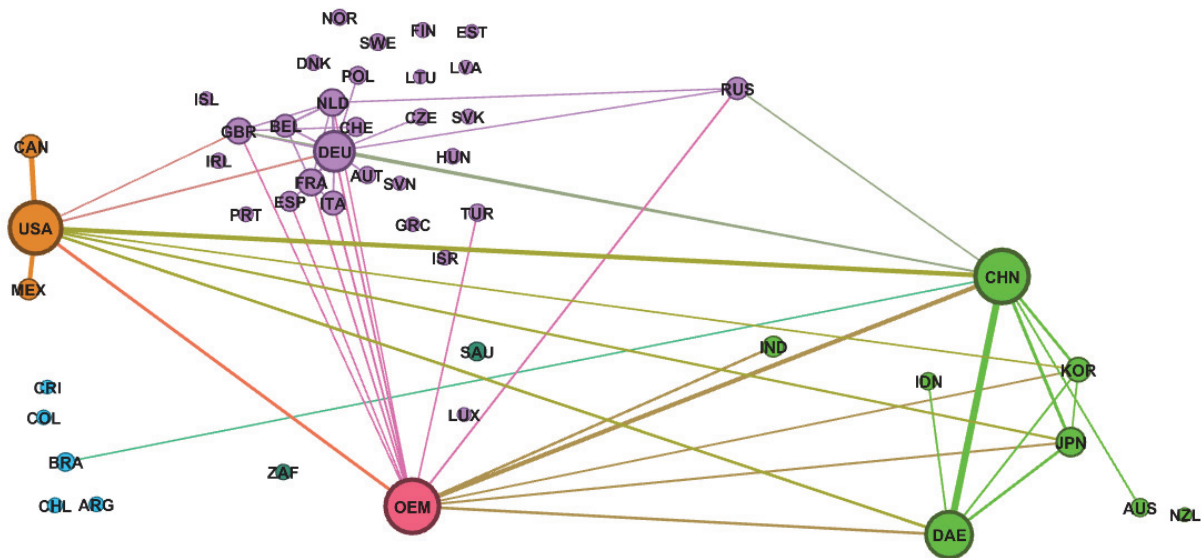 NOR
SWE
FIN
EST
DNK
POL
LTU
LVA
ISL
NLD
RUS
GBR
BEL
CHE
CZE
SVK
CAN
DEU
IRL
HUN
FRA
AUT
SVN
ESP
ITA
PRT
TUR
USA
GRC
ISR
CHN
MEX
SAU
IND
KOR
CRI
IDN
COL
LUX
JPN
BRA
ZAF
CHL
ARG
OEM
AUS
NZL
DAE